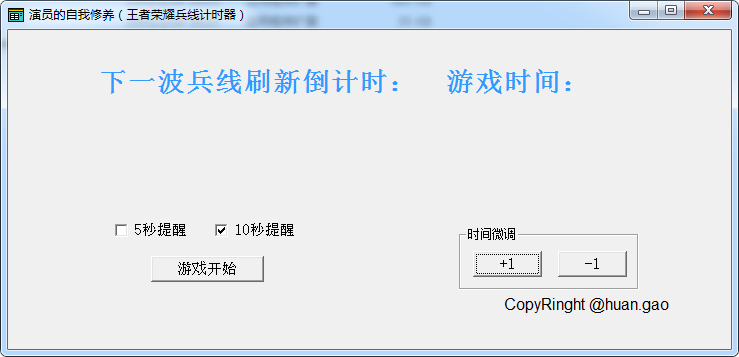 演员的自我修养（王者荣耀兵线计时器）
下一波兵线刷新倒计时： 游戏时间：
5秒提醒 10秒提醒
时间微调
游戏开始 +1 -1
CopyRinght @huan.gao